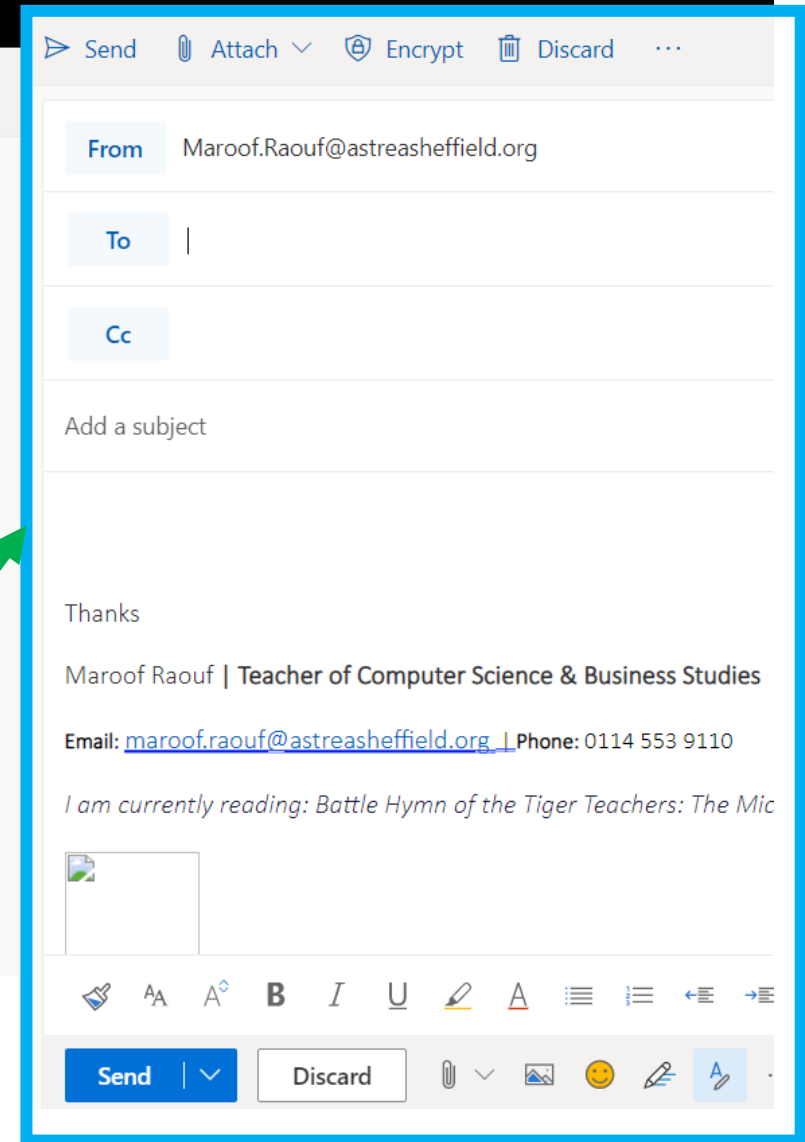 Send Attach Encrypt Discard ...
From Maroof.Raouf@astreasheffield.org
To
Cc
Add a subject
Thanks
Maroof Raouf | Teacher of Computer Science & Business Studies
Email: maroof.raouf@astreasheffield.org | Phone: 0114 553 9110
I am currently reading: Battle Hymn of the Tiger Teachers: The Mic
Send Discard